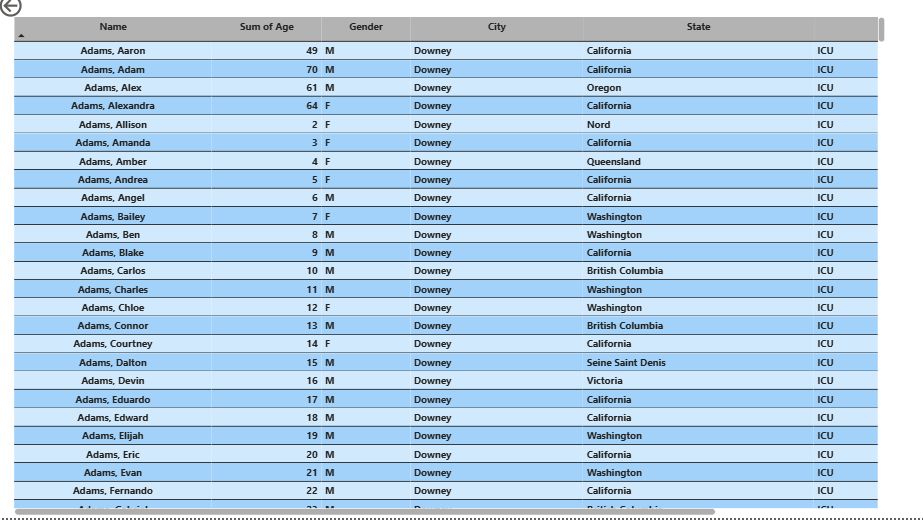 Name Sum of Age Gender City State
Adams, Aaron 49 M Downey California ICU
Adams, Adam 70 M Downey California ICU
Adams, Alex 61 M Downey Oregon ICU
Adams, Alexandra 64 F Downey California ICU
Adams, Allison 2 F Downey Nord ICU
Adams, Amanda 3 F Downey California ICU
Adams, Amber 4 F Downey Queensland ICU
Adams, Andrea 5 F Downey California ICU
Adams, Angel 6 M Downey California ICU
Adams, Bailey 7 F Downey Washington ICU
Adams, Ben 8 M Downey Washington ICU
Adams, Blake 9 M Downey California ICU
Adams, Carlos 10 M Downey British Columbia ICU
Adams, Charles 11 M Downey Washington ICU
Adams, Chloe 12 F Downey Washington ICU
Adams, Connor 13 M Downey British Columbia ICU
Adams, Courtney 14 F Downey California ICU
Adams, Dalton 15 M Downey Seine Saint Denis ICU
Adams, Devin 16 M Downey Victoria ICU
Adams, Eduardo 17 M Downey California ICU
Adams, Edward 18 M Downey California ICU
Adams, Elijah 19 M Downey Washington ICU
Adams, Eric 20 M Downey California ICU
Adams, Evan 21 M Downey Washington ICU
Adams, Fernando 22 M Downey California ICU